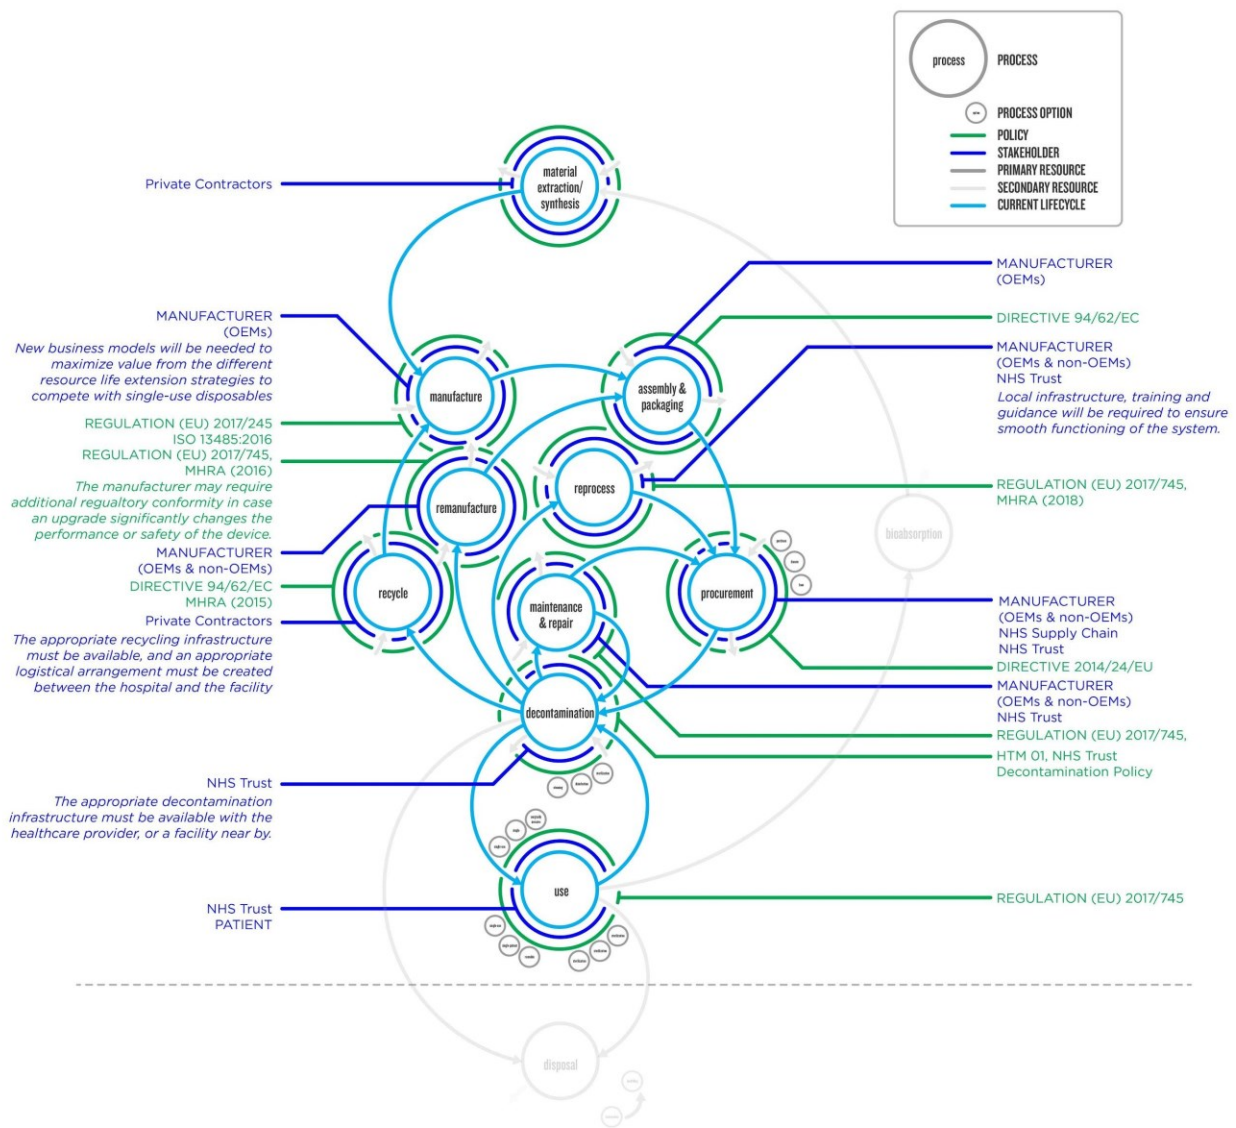 process
PROCESS
PROCESS OPTION
POLICY
STAKEHOLDER
PRIMARY RESOURCE
SECONDARY RESOURCE
CURRENT LIFECYCLE
material
extraction/
synthesis
Private Contractors
MANUFACTURER
(OEMs)
New business models will be needed to
maximize value from the different
resource life extension strategies to
compete with single-use disposables
REGULATION (EU) 2017/245
ISO 13485:2016
REGULATION (EU) 2017/745,
MHRA (2016)
The manufacturer may require
additional regualtory conformity in case
an upgrade significantly changes the
performance or safety of the device.
MANUFACTURER
(OEMs & non-OEMs)
DIRECTIVE 94/62/EC
MHRA (2015)
Private Contractors
The appropriate recycling infrastructure
must be available, and an appropriate
logistical arrangement must be created
between the hospital and the facility
NHS Trust
The appropriate decontamination
infrastructure must be available with the
healthcare provider, or a facility near by.
NHS Trust
PATIENT
manufacture
assembly &
packaging
reprocess
remanufacture
recycle
maintenance
& repair
procurement
decontamination
use
bioabsorption
disposal
MANUFACTURER
(OEMs)
DIRECTIVE 94/62/EC
MANUFACTURER
(OEMs & non-OEMs)
NHS Trust
Local infrastructure, training and
guidance will be required to ensure
smooth functioning of the system.
REGULATION (EU) 2017/745,
MHRA (2018)
MANUFACTURER
(OEMs & non-OEMs)
NHS Supply Chain
NHS Trust
DIRECTIVE 2014/24/EU
MANUFACTURER
(OEMs & non-OEMs)
NHS Trust
REGULATION (EU) 2017/745,
HTM 01, NHS Trust
Decontamination Policy
REGULATION (EU) 2017/745